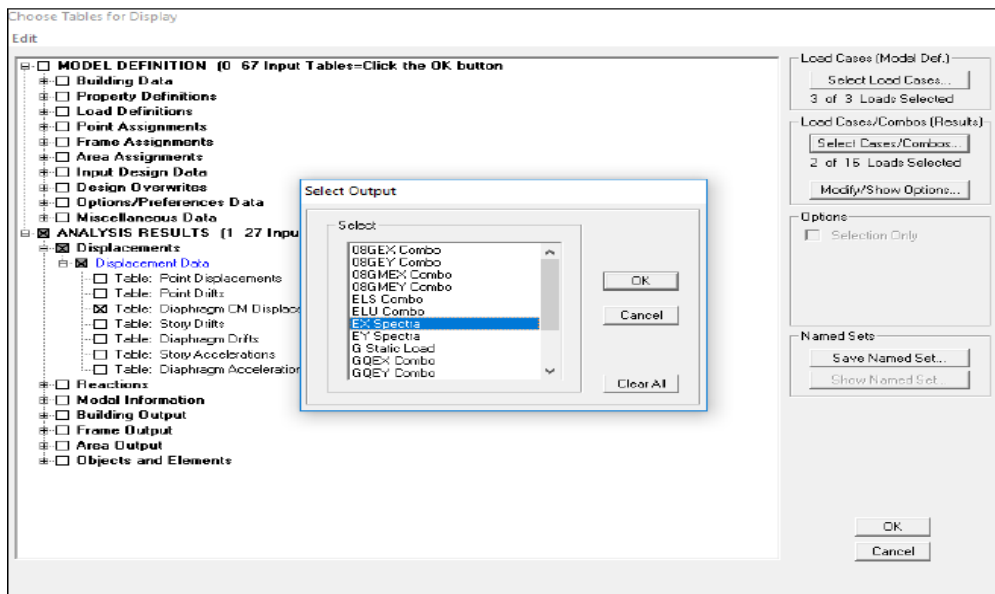 Choose Tables for Display
Edit
MODEL DEFINITION (0 67 Input Tables=Click the OK button
Building Data
Property Definitions
Load Definitions
Point Assignments
Frame Assignments
Area Assignments
Input Design Data
Design Overwrites
Options/Preferences Data
Miscellaneous Data
ANALYSIS RESULTS (1 27 Inpu
Displacements
Displacement Data
Table: Point Displacements
Table: Point Drifts
Table: Diaphragm CM Displac
Table: Story Drifts
Table: Diaphragm Drifts
Table: Story Accelerations
Table: Diaphragm Acceleration
Reactions
Modal Information
Building Output
Frame Output
Area Output
Objects and Elements
Select Output
Select
08GEX Combo
08GEY Combo
08GMEX Combo
08GMEY Combo
ELS Combo
ELU Combo
EX Spectra
EY Spectra
G Static Load
GQEX Combo
GQEY Combo
OK
Cancel
Clear All
Load Cases (Model Def.)
Select Load Cases...
3 of 3 Loads Selected
Load Cases/Combos (Results)
Select Cases/Combos...
2 of 16 Loads Selected
Modify/Show Options...
Options
Selection Only
Named Sets
Save Named Set...
Show Named Set...
OK
Cancel